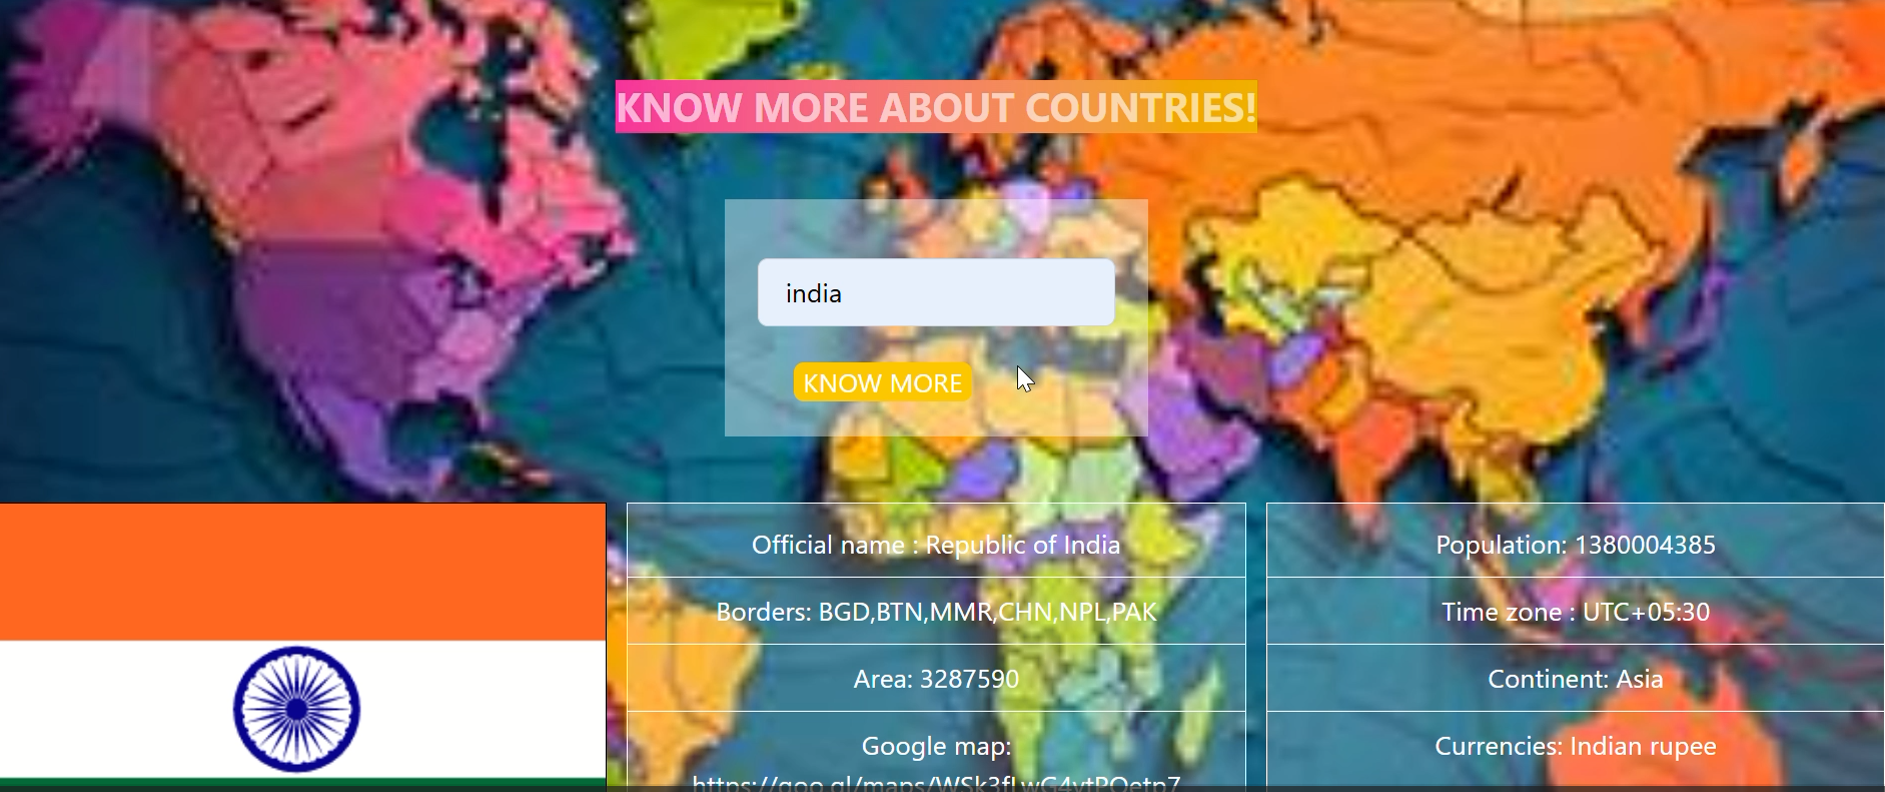 KNOW MORE ABOUT COUNTRIES!
india
KNOW MORE
Official name : Republic of India
Borders: BGD,BTN,MMR,CHN,NPL,PAK
Area: 3287590
Google map:
Population: 1380004385
Time zone : UTC+05:30
Continent: Asia
Currencies: Indian rupee